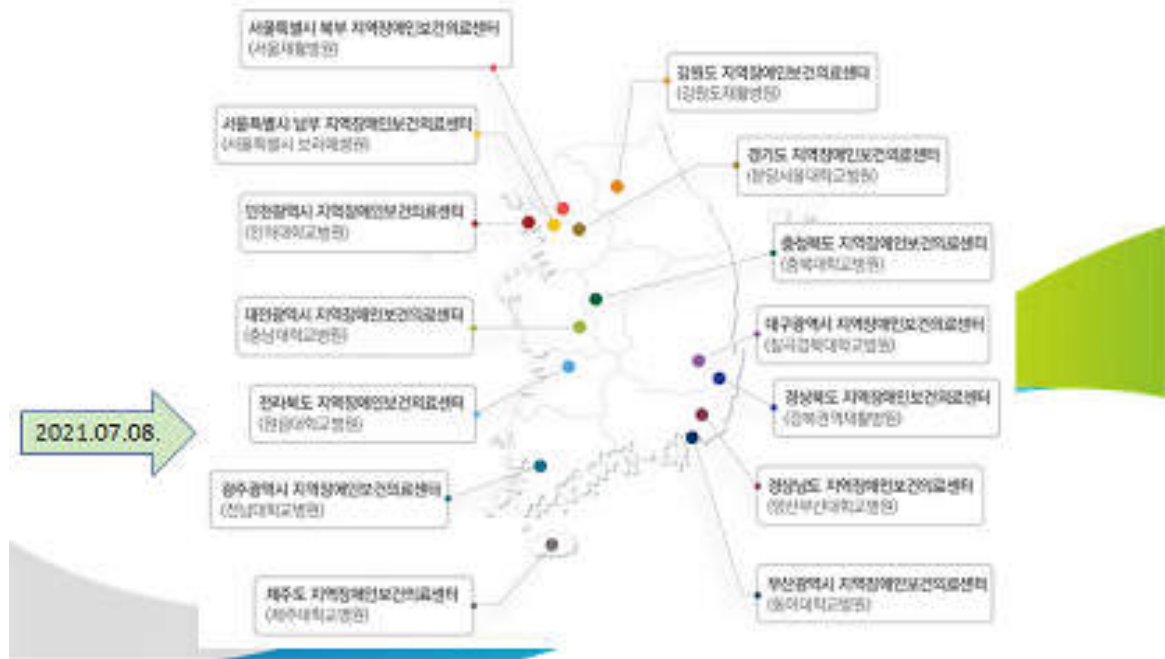 서울특별시 북부 지역장애인보건의료센터
(서울재활병원)
서울특별시 남부 지역장애인보건의료센터
(서울특별시 보라매병원)
인천광역시 지역장애인보건의료센터
(인하대학교병원)
대전광역시 지역장애인보건의료센터
(충남대학교병원)
전라북도 지역장애인보건의료센터
(원광대학교병원)
2021.07.08.
광주광역시 지역장애인보건의료센터
(전남대학교병원)
제주도 지역장애인보건의료센터
(제주대학교병원)
강원도 지역장애인보건의료센터
(강원도재활병원)
경기도 지역장애인보건의료센터
(분당서울대학교병원)
충청북도 지역장애인보건의료센터
(충북대학교병원)
대구광역시 지역장애인보건의료센터
(칠곡경북대학교병원)
경상북도 지역장애인보건의료센터
(경북권역재활병원)
경상남도 지역장애인보건의료센터
(양산부산대학교병원)
부산광역시 지역장애인보건의료센터
(동아대학교병원)